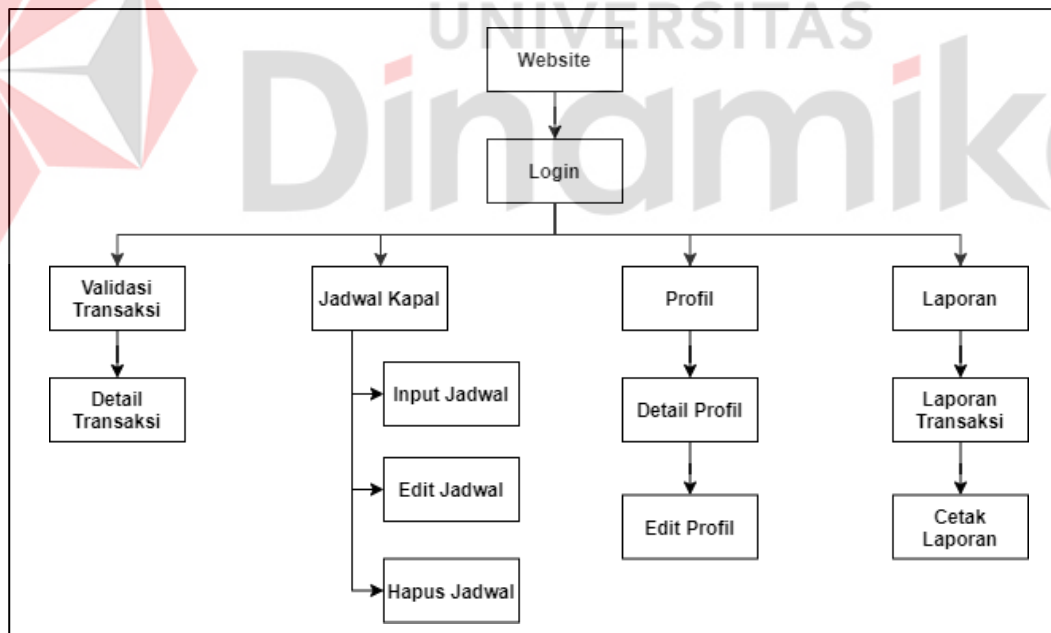 UNIVERSITAS
Dinamika
Website
Login
Validasi
Transaksi
Jadwal Kapal
Profil
Laporan
Detail
Transaksi
Input Jadwal
Edit Jadwal
Hapus Jadwal
Detail Profil
Edit Profil
Laporan
Transaksi
Cetak
Laporan